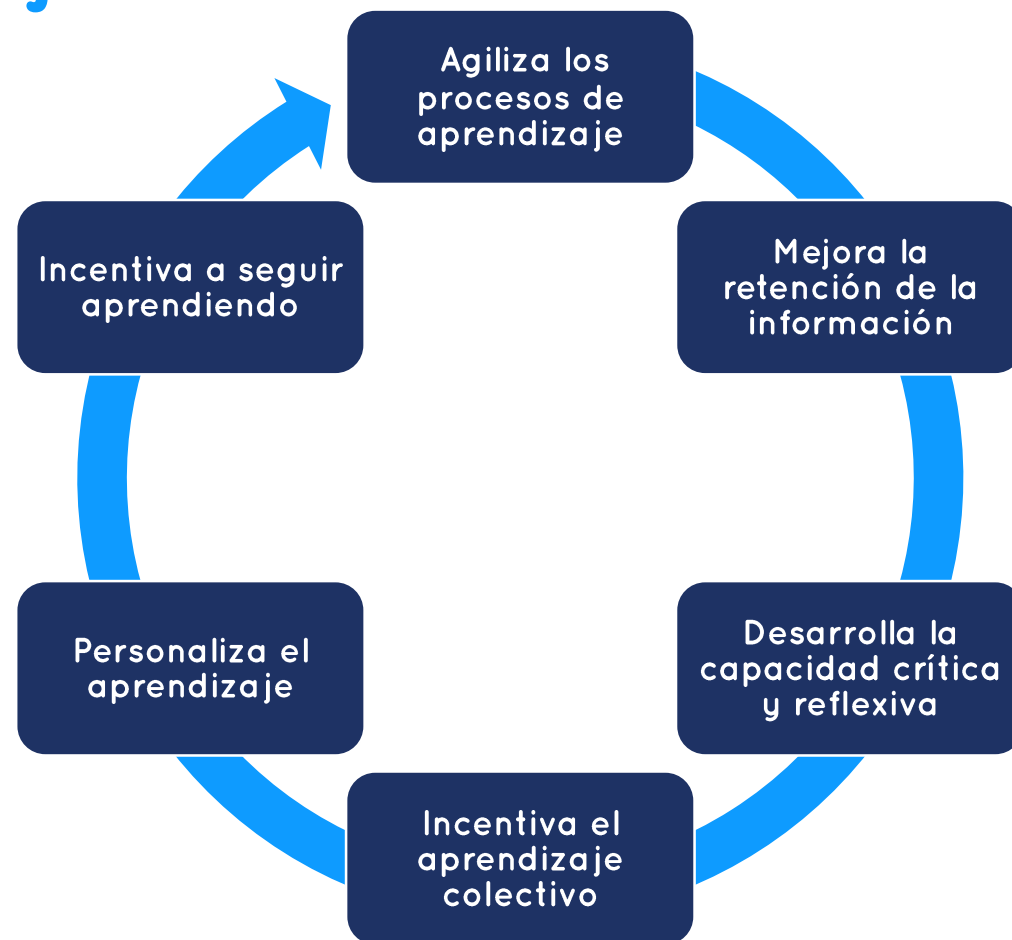 Agiliza los
procesos de
aprendizaje
Mejora la
retención de la
información
Desarrolla la
capacidad crítica
y reflexiva
Incentiva el
aprendizaje
colectivo
Personaliza el
aprendizaje
Incentiva a seguir
aprendiendo